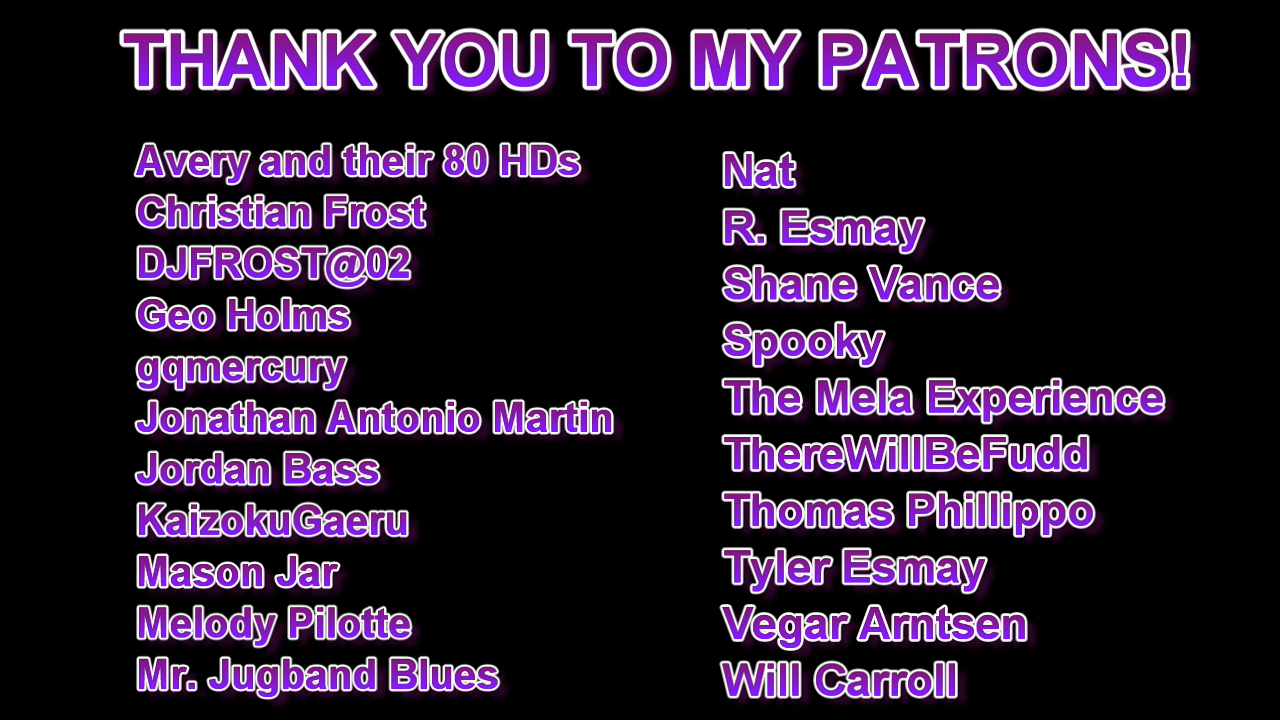 THANK YOU TO MY PATRONS!
Avery and their 80 HDs
Christian Frost
DJFROST@02
Geo Holms
gqmercury
Jonathan Antonio Martin
Jordan Bass
KaizokuGaeru
Mason Jar
Melody Pilotte
Mr. Jugband Blues
Nat
R. Esmay
Shane Vance
Spooky
The Mela Experience
ThereWillBeFudd
Thomas Phillippo
Tyler Esmay
Vegar Arntsen
Will Carroll